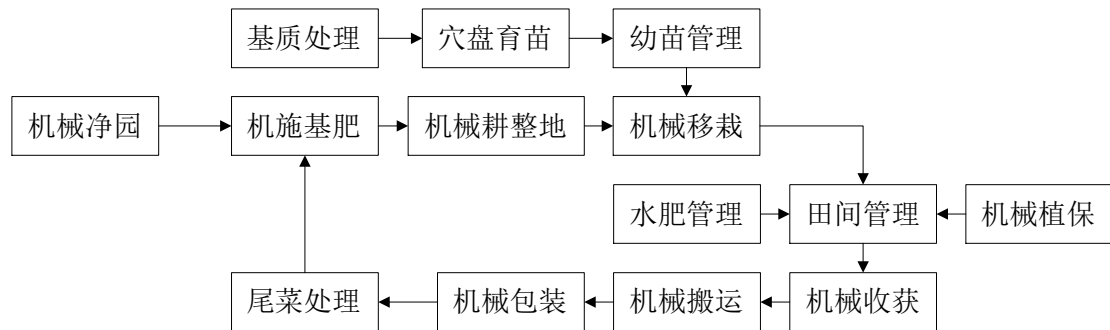 基质处理
穴盘育苗
幼苗管理
机械净园
机施基肥
机械耕整地
机械移栽
水肥管理
田间管理
机械植保
尾菜处理
机械包装
机械搬运
机械收获